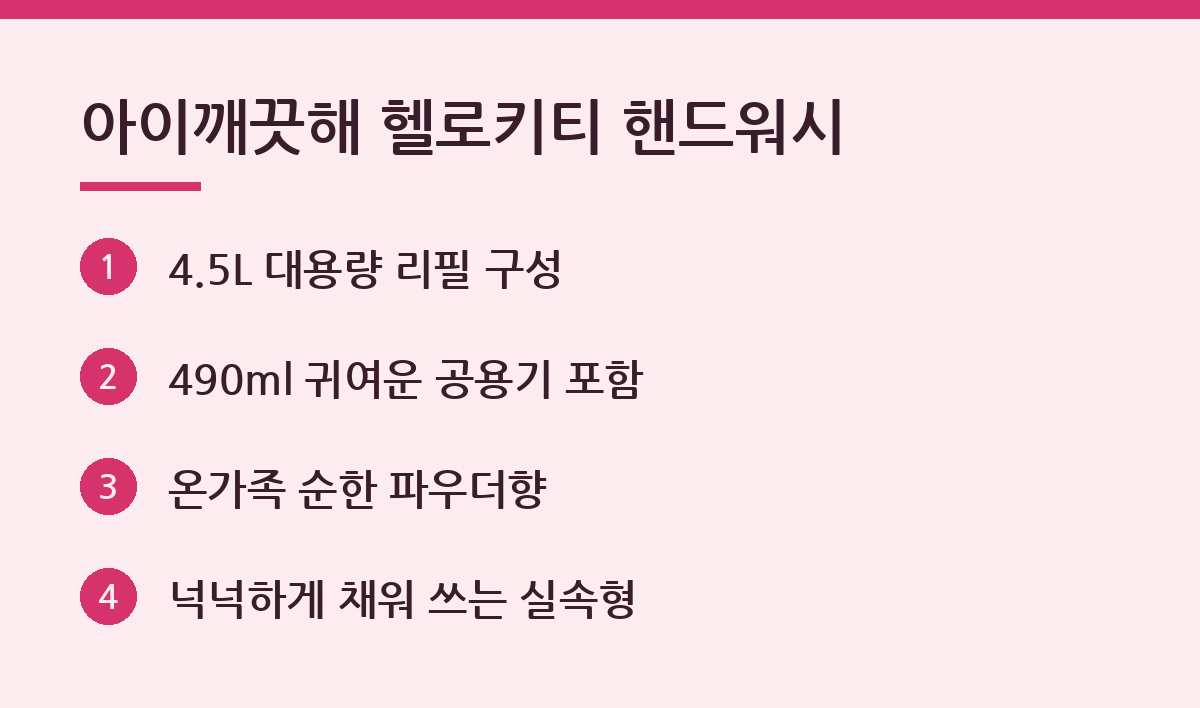 아이깨끗해 헬로키티 핸드워시
1 4.5L 대용량 리필 구성
2 490ml 귀여운 공용기 포함
3 온가족 순한 파우더향
4 넉넉하게 채워 쓰는 실속형